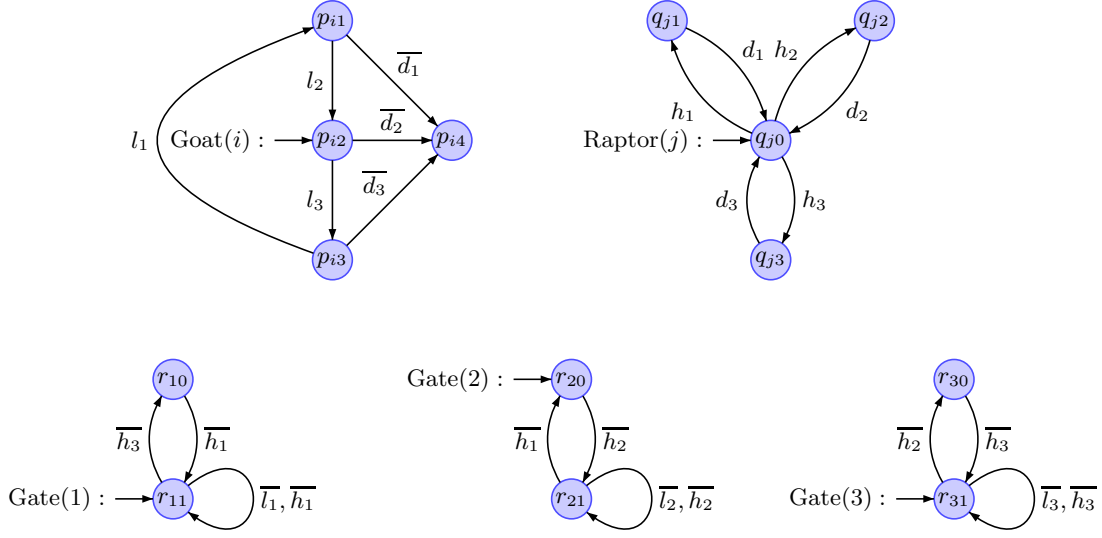 p_{i1}
q_{j1}
q_{j2}
\overline{d_1}
d_1 h_2
l_2
h_1
d_2
l_1
Goat(i) :
p_{i2}
\overline{d_2}
p_{i4}
Raptor(j) :
q_{j0}
\overline{d_3}
l_3
d_3
h_3
p_{i3}
q_{j3}
r_{10}
Gate(2) :
r_{20}
r_{30}
\overline{h_3}
\overline{h_1}
\overline{h_1}
\overline{h_2}
\overline{h_2}
\overline{h_3}
Gate(1) :
r_{11}
\overline{l_1}, \overline{h_1}
r_{21}
\overline{l_2}, \overline{h_2}
Gate(3) :
r_{31}
\overline{l_3}, \overline{h_3}